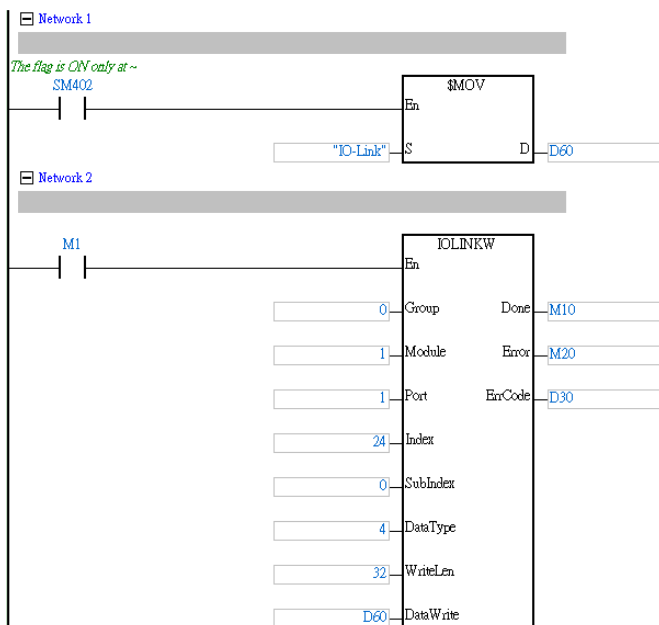 Network 1
The flag is ON only at ~
SM402
$MOV
En
"IO-Link" S D D60
Network 2
M1
IOLINKW
En
0 Group Done M10
1 Module Error M20
1 Port ErrCode D30
24 Index
0 SubIndex
4 DataType
32 WriteLen
D60 DataWrite